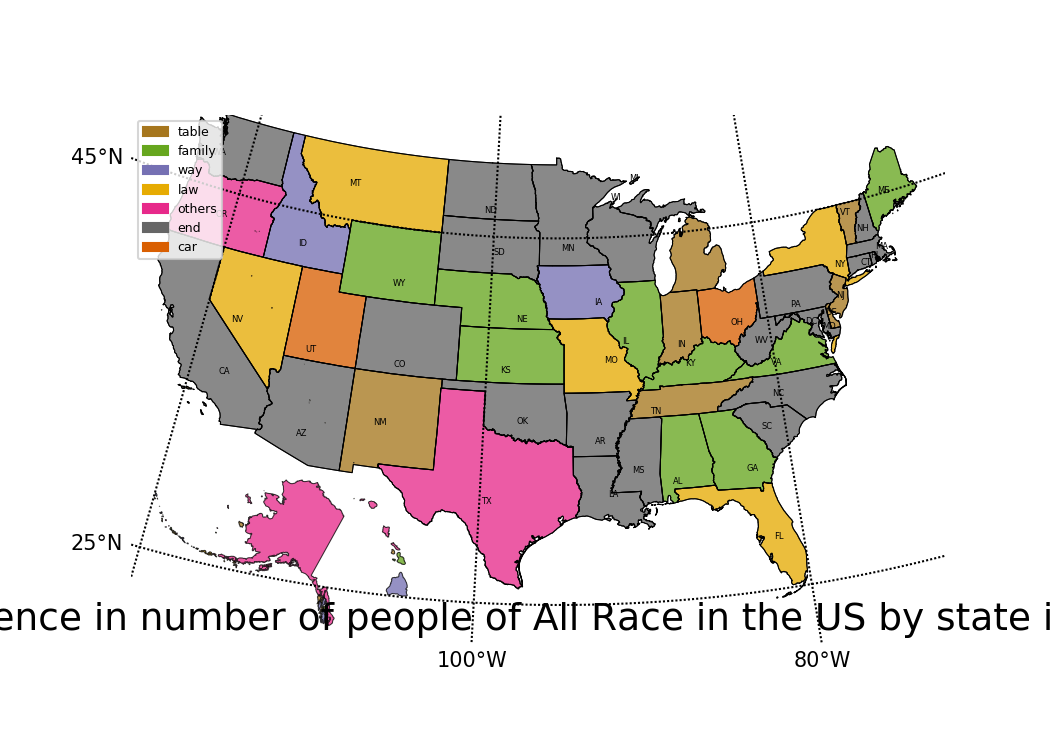 table
family
way
law
others
end
car
45°N
25°N
100°W
80°W
MT
ND
MN
WI
MI
ME
VT
NH
MA
CT
NY
ID
SD
WY
IA
NE
PA
NJ
NV
UT
CO
KS
MO
IL
IN
OH
WV
KY
VA
CA
AZ
NM
OK
AR
TN
NC
SC
TX
LA
MS
AL
GA
FL
ence in number of people of All Race in the US by state i